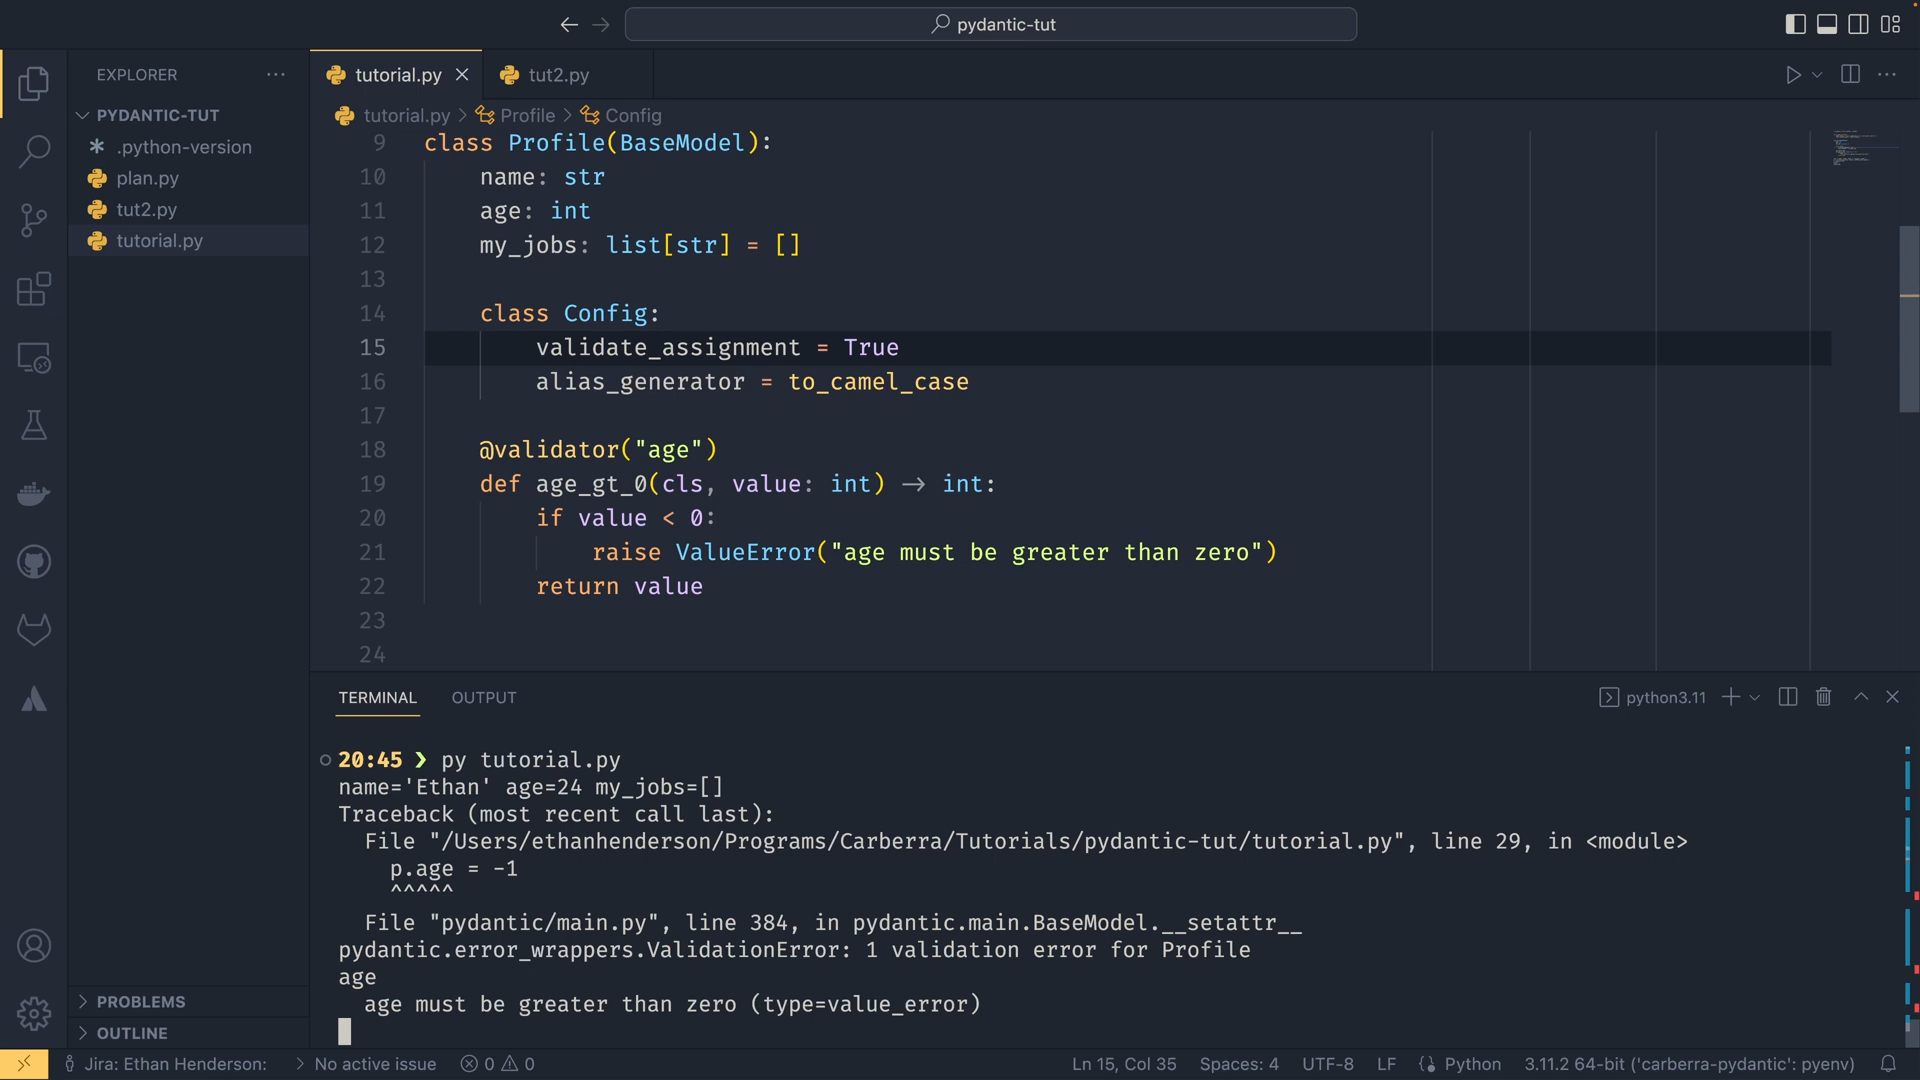 pydantic-tut
EXPLORER
PYDANTIC-TUT
.python-version
plan.py
tut2.py
tutorial.py
tutorial.py
tut2.py
tutorial.py > Profile > Config
9 class Profile(BaseModel):
10 name: str
11 age: int
12 my_jobs: list[str] = []
13
14 class Config:
15 validate_assignment = True
16 alias_generator = to_camel_case
17
18 @validator("age")
19 def age_gt_0(cls, value: int) → int:
20 if value < 0:
21 raise ValueError("age must be greater than zero")
22 return value
23
24
TERMINAL OUTPUT
python3.11
20:45 ❯ py tutorial.py
name='Ethan' age=24 my_jobs=[]
Traceback (most recent call last):
File "/Users/ethanhenderson/Programs/Carberra/Tutorials/pydantic-tut/tutorial.py", line 29, in <module>
p.age = -1
^^^^^
File "pydantic/main.py", line 384, in pydantic.main.BaseModel.__setattr__
pydantic.error_wrappers.ValidationError: 1 validation error for Profile
age
age must be greater than zero (type=value_error)
PROBLEMS
OUTLINE
Jira: Ethan Henderson: > No active issue 0 0 Ln 15, Col 35 Spaces: 4 UTF-8 LF Python 3.11.2 64-bit ('carberra-pydantic': pyenv)